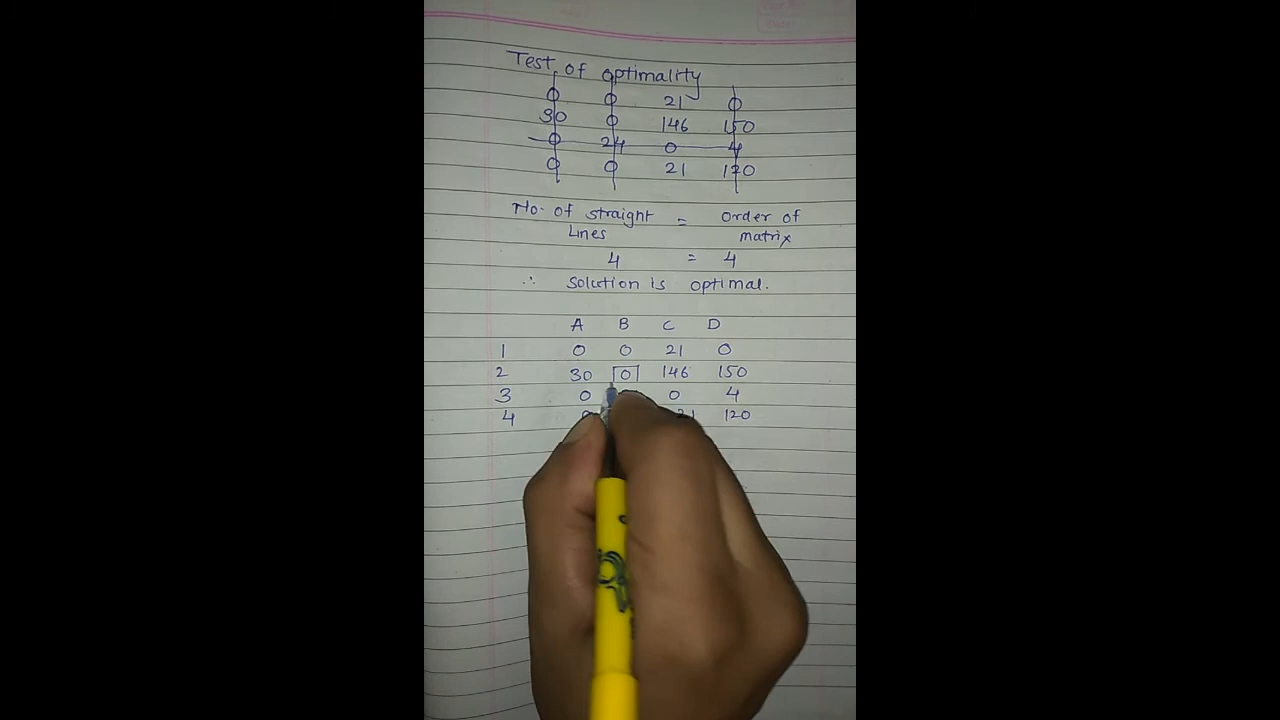 Test of optimality
0 0 21 0
30 0 146 150
0 24 0 4
0 0 21 120
No. of straight = order of
Lines matrix
4 = 4
∴ solution is optimal.
A B C D
1 0 0 21 0
2 30 0 146 150
3 0 0 4
4 0 21 120